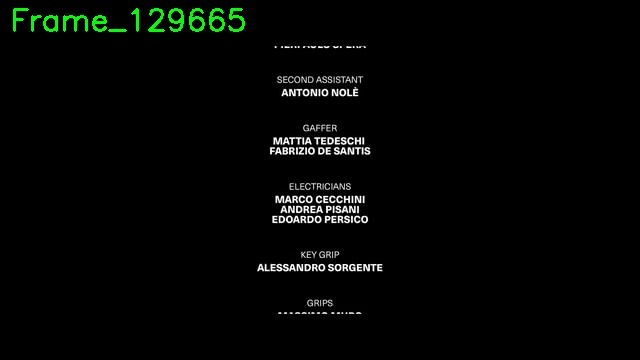 Frame_129665
SECOND ASSISTANT
ANTONIO NOLÈ
GAFFER
MATTIA TEDESCHI
FABRIZIO DE SANTIS
ELECTRICIANS
MARCO CECCHINI
ANDREA PISANI
EDOARDO PERSICO
KEY GRIP
ALESSANDRO SORGENTE
GRIPS